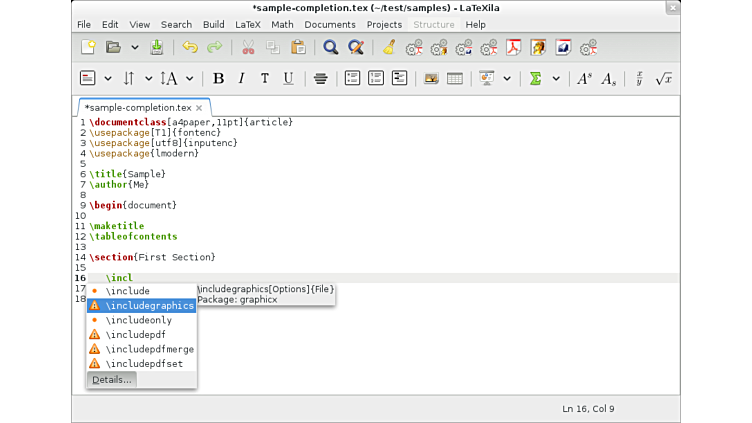 *sample-completion.tex (~/test/samples) - LaTeXila
File Edit View Search Build LaTeX Math Documents Projects Structure Help
B I T U Aˢ Aₛ x/y √x
*sample-completion.tex
1 \documentclass[a4paper,11pt]{article}
2 \usepackage[T1]{fontenc}
3 \usepackage[utf8]{inputenc}
4 \usepackage{lmodern}
5
6 \title{Sample}
7 \author{Me}
8
9 \begin{document}
10
11 \maketitle
12 \tableofcontents
13
14 \section{First Section}
15
16 \incl
17
18
\include
\includegraphics
\includeonly
\includepdf
\includepdfmerge
\includepdfset
Details...
\includegraphics[Options]{File}
Package: graphicx
Ln 16, Col 9